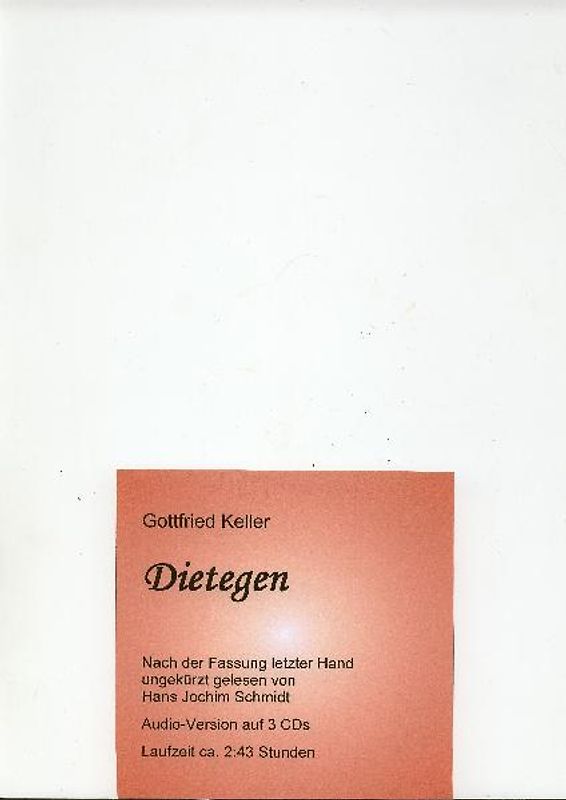 Gottfried Keller
Dietegen
Nach der Fassung letzter Hand
ungekürzt gelesen von
Hans Jochim Schmidt
Audio-Version auf 3 CDs
Laufzeit ca. 2:43 Stunden